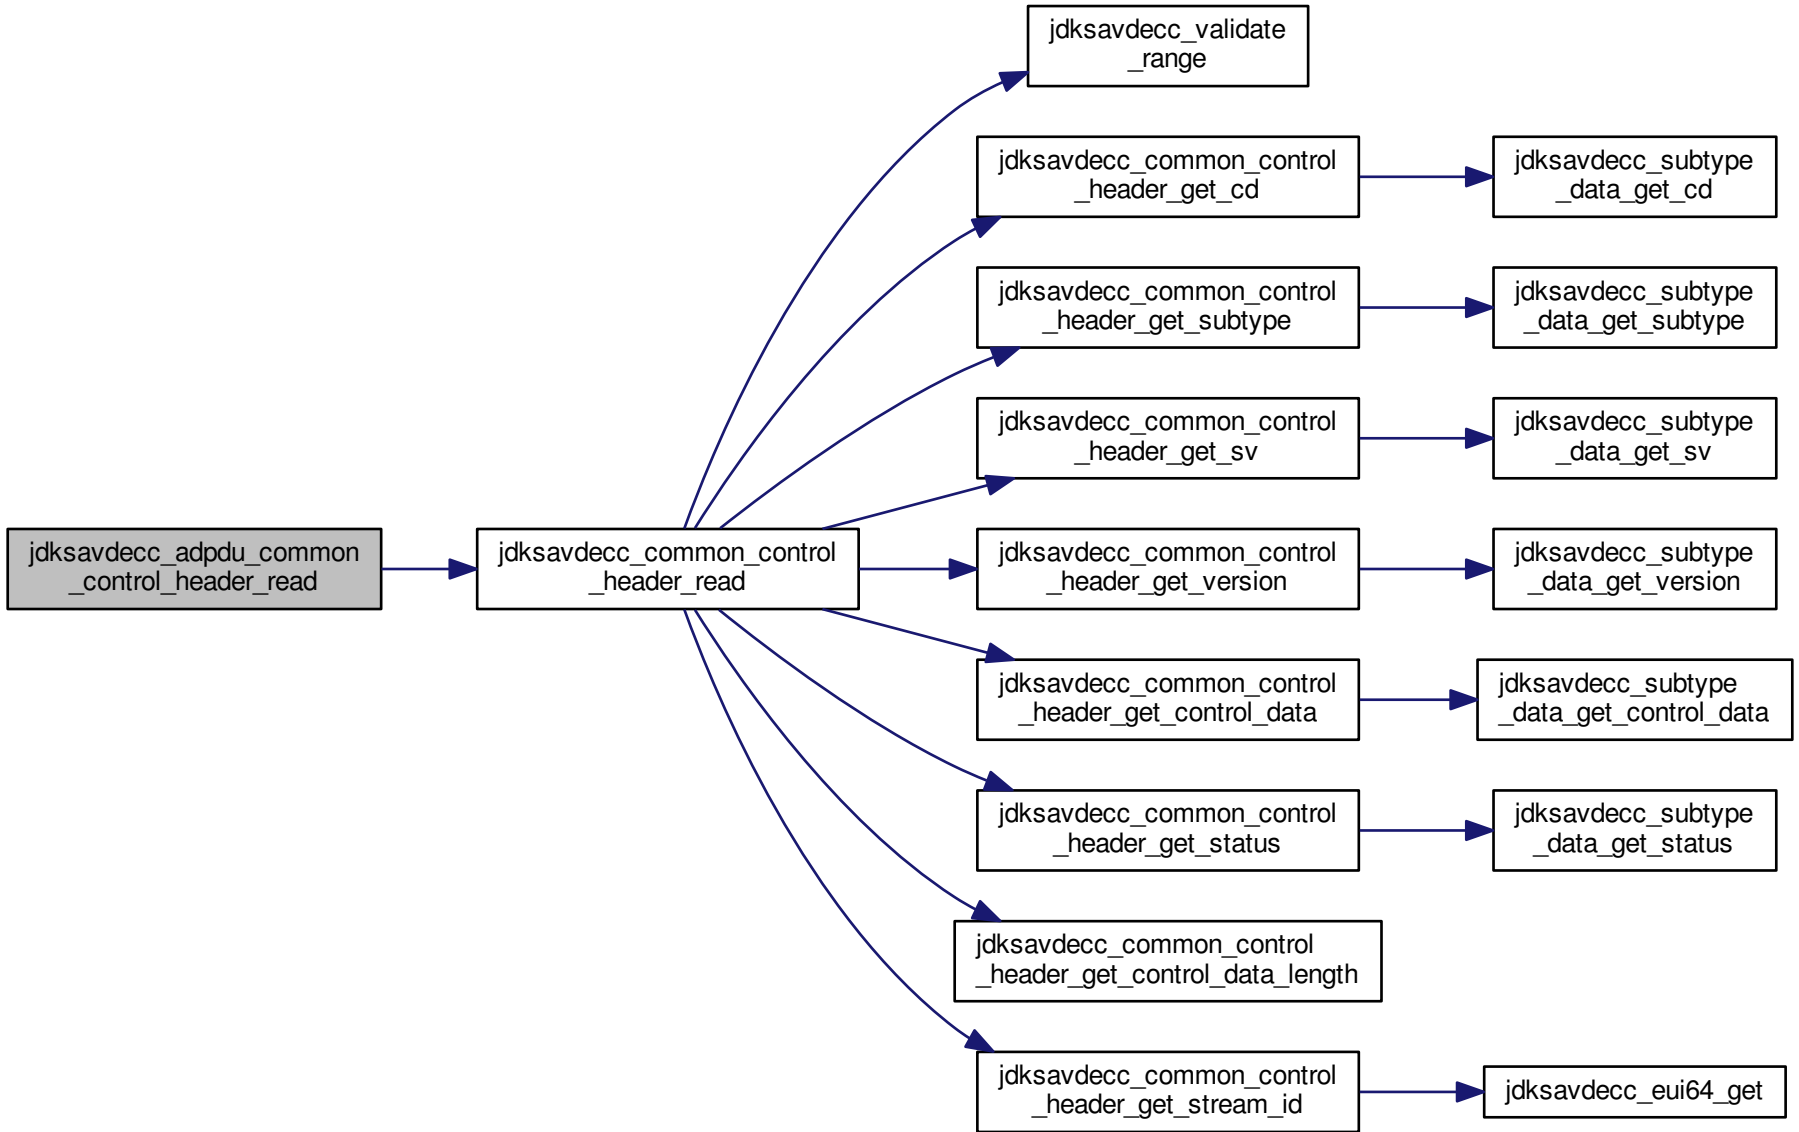 jdksavdecc_adpdu_common
_control_header_read
jdksavdecc_common_control
_header_read
jdksavdecc_validate
_range
jdksavdecc_common_control
_header_get_cd
jdksavdecc_subtype
_data_get_cd
jdksavdecc_common_control
_header_get_subtype
jdksavdecc_subtype
_data_get_subtype
jdksavdecc_common_control
_header_get_sv
jdksavdecc_subtype
_data_get_sv
jdksavdecc_common_control
_header_get_version
jdksavdecc_subtype
_data_get_version
jdksavdecc_common_control
_header_get_control_data
jdksavdecc_subtype
_data_get_control_data
jdksavdecc_common_control
_header_get_status
jdksavdecc_subtype
_data_get_status
jdksavdecc_common_control
_header_get_control_data_length
jdksavdecc_common_control
_header_get_stream_id
jdksavdecc_eui64_get